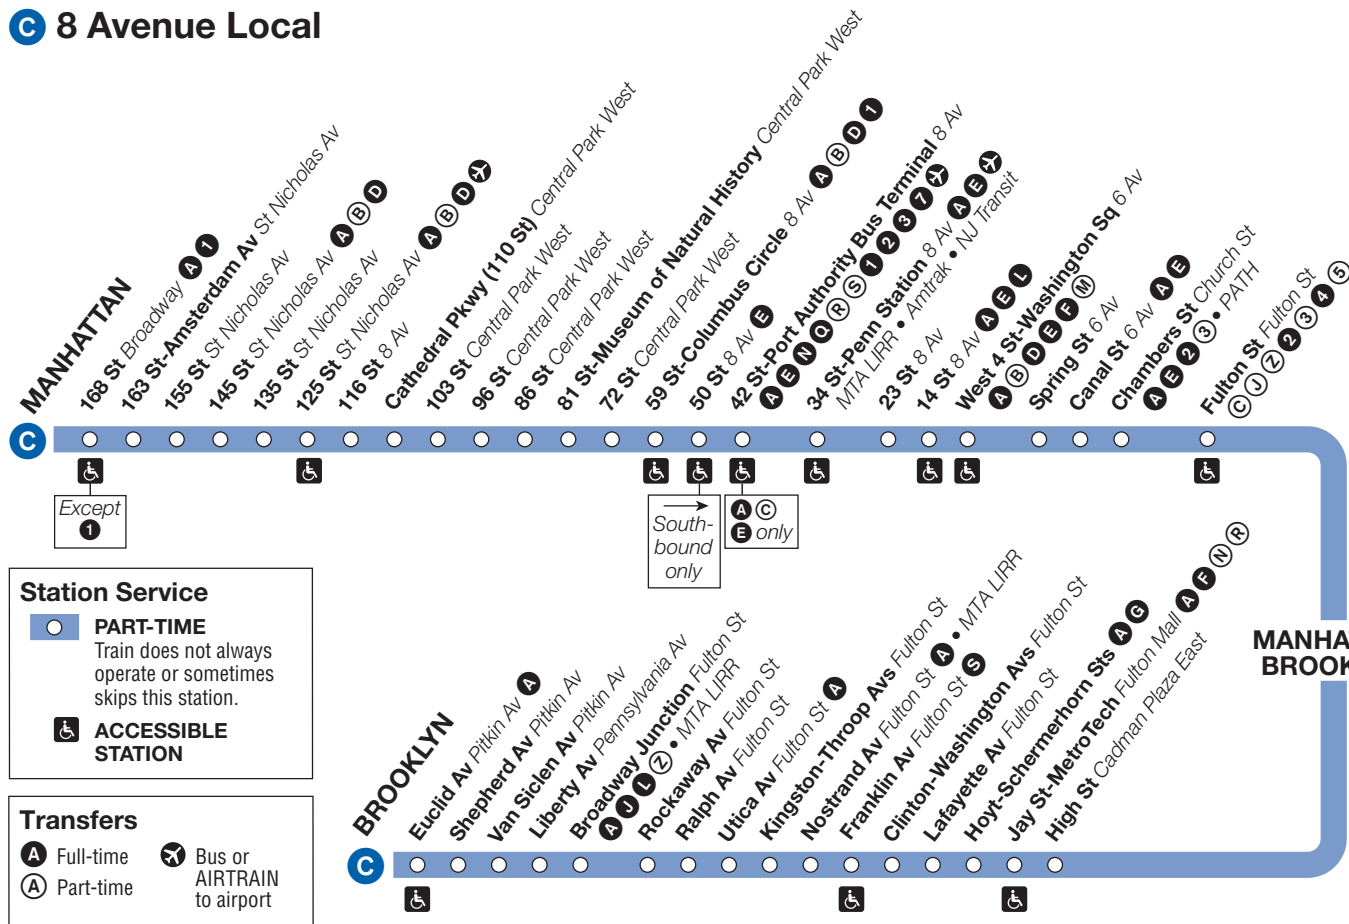 C 8 Avenue Local
MANHATTAN
168 St Broadway A 1
163 St-Amsterdam Av St Nicholas Av
155 St St Nicholas Av
145 St St Nicholas Av A B D
135 St St Nicholas Av
125 St St Nicholas Av A B D
116 St 8 Av
Cathedral Pkwy (110 St) Central Park West
103 St Central Park West
96 St Central Park West
86 St Central Park West
81 St-Museum of Natural History Central Park West
72 St Central Park West
59 St-Columbus Circle 8 Av A B D 1
50 St 8 Av E
42 St-Port Authority Bus Terminal 8 Av
A E N Q R S 1 2 3 7
34 St-Penn Station 8 Av A E
MTA LIRR • Amtrak • NJ Transit
23 St 8 Av
14 St 8 Av A E L
West 4 St-Washington Sq 6 Av
A B D E F M
Spring St 6 Av
Canal St 6 Av A E
Chambers St Church St
A E 2 3 • PATH
Fulton St Fulton St
C J Z 2 3 4 5
C
Except
1
South-
bound
only
A C
E only
MANHA
BROOK
Station Service
PART-TIME
Train does not always
operate or sometimes
skips this station.
ACCESSIBLE
STATION
Transfers
A Full-time
A Part-time
Bus or
AIRTRAIN
to airport
BROOKLYN
Euclid Av Pitkin Av A
Shepherd Av Pitkin Av
Van Siclen Av Pitkin Av
Liberty Av Pennsylvania Av
Broadway Junction Fulton St
A J L Z • MTA LIRR
Rockaway Av Fulton St
Ralph Av Fulton St
Utica Av Fulton St A
Kingston-Throop Avs Fulton St
Nostrand Av Fulton St A • MTA LIRR
Franklin Av Fulton St S
Clinton-Washington Avs Fulton St
Lafayette Av Fulton St
Hoyt-Schermerhorn Sts A G
Jay St-MetroTech Fulton Mall A F N R
High St Cadman Plaza East
C